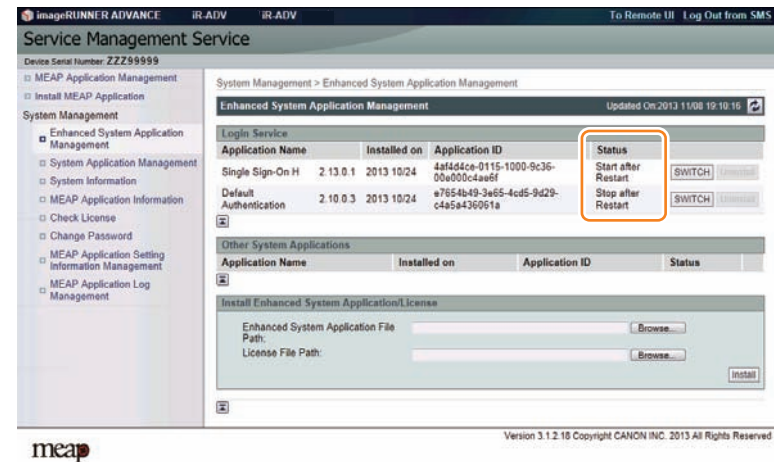 imageRUNNER ADVANCE iR-ADV iR-ADV To Remote UI Log Out from SMS
Service Management Service
Device Serial Number: ZZZ99999
MEAP Application Management
Install MEAP Application
System Management
Enhanced System Application
Management
System Application Management
System Information
MEAP Application Information
Check License
Change Password
MEAP Application Setting
Information Management
MEAP Application Log
Management
System Management > Enhanced System Application Management
Enhanced System Application Management Updated On:2013 11/08 19:10:16
Login Service
Application Name Installed on Application ID Status
Single Sign-On H 2.13.0.1 2013 10/24 4af4d4ce-0115-1000-9c36-
00e000c4ae6f Start after
Restart SWITCH Uninstall
Default
Authentication 2.10.0.3 2013 10/24 e7654b49-3e65-4cd5-9d29-
c4a5a436061a Stop after
Restart SWITCH Uninstall
Other System Applications
Application Name Installed on Application ID Status
Install Enhanced System Application/License
Enhanced System Application File
Path: Browse...
License File Path: Browse...
Install
Version 3.1.2.18 Copyright CANON INC. 2013 All Rights Reserved
meap